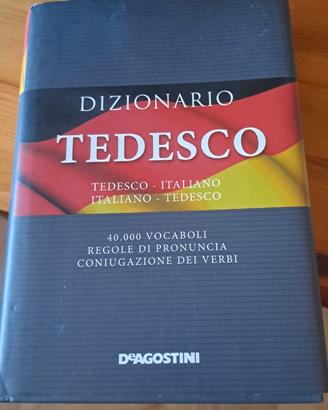 DIZIONARIO
TEDESCO
TEDESCO - ITALIANO
ITALIANO - TEDESCO
40.000 VOCABOLI
REGOLE DI PRONUNCIA
CONIUGAZIONE DEI VERBI
DeAGOSTINI